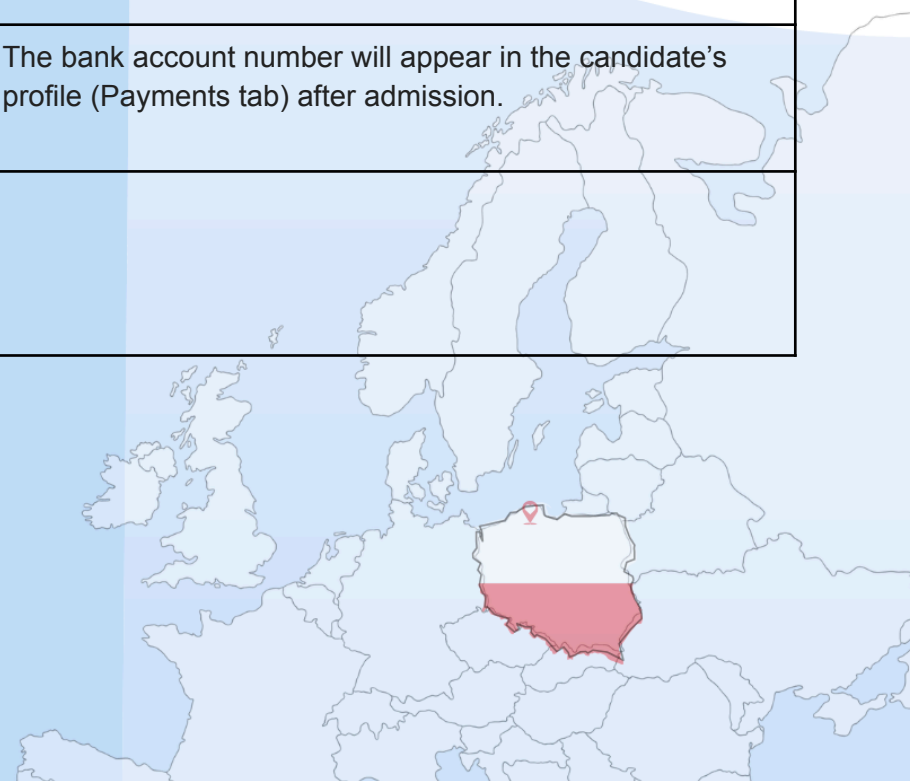 The bank account number will appear in the candidate’s
profile (Payments tab) after admission.